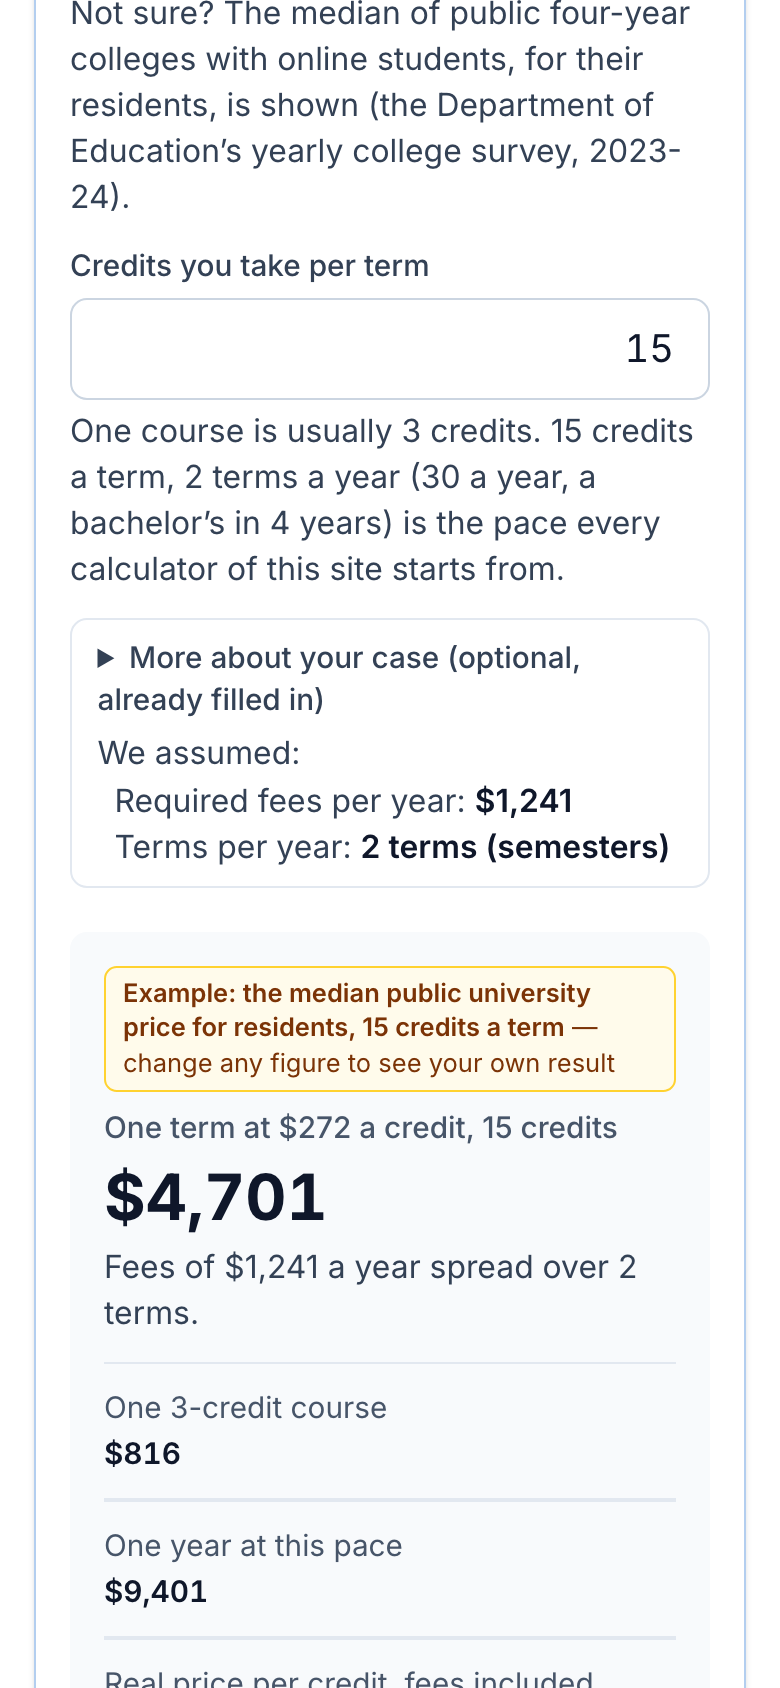 Not sure? The median of public four-year
colleges with online students, for their
residents, is shown (the Department of
Education’s yearly college survey, 2023-
24).
Credits you take per term
15
One course is usually 3 credits. 15 credits
a term, 2 terms a year (30 a year, a
bachelor’s in 4 years) is the pace every
calculator of this site starts from.
▶ More about your case (optional,
already filled in)
We assumed:
Required fees per year: $1,241
Terms per year: 2 terms (semesters)
Example: the median public university
price for residents, 15 credits a term —
change any figure to see your own result
One term at $272 a credit, 15 credits
$4,701
Fees of $1,241 a year spread over 2
terms.
One 3-credit course
$816
One year at this pace
$9,401
Real price per credit, fees included